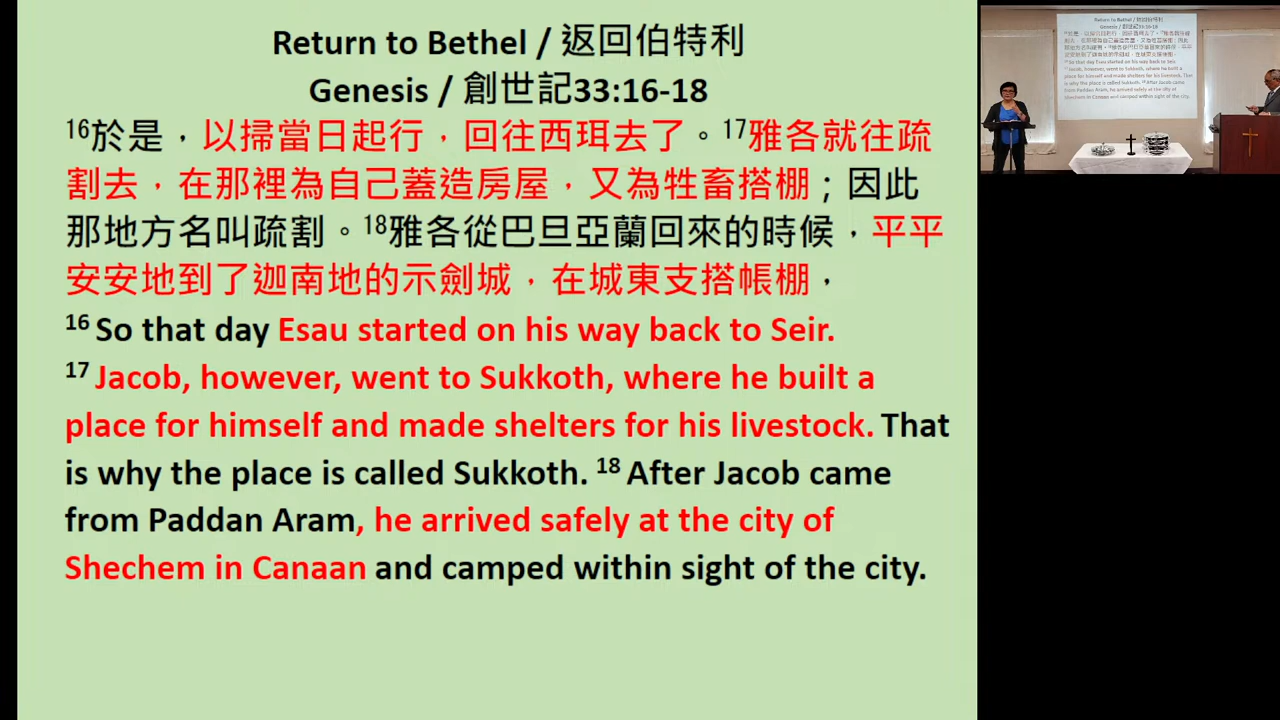 Return to Bethel / 返回伯特利
Genesis / 創世記33:16-18
16於是，以掃當日起行，回往西珥去了。17雅各就往疏
割去，在那裡為自己蓋造房屋，又為牲畜搭棚；因此
那地方名叫疏割。18雅各從巴旦亞蘭回來的時候，平平
安安地到了迦南地的示劍城，在城東支搭帳棚，
16 So that day Esau started on his way back to Seir.
17 Jacob, however, went to Sukkoth, where he built a
place for himself and made shelters for his livestock. That
is why the place is called Sukkoth. 18 After Jacob came
from Paddan Aram, he arrived safely at the city of
Shechem in Canaan and camped within sight of the city.